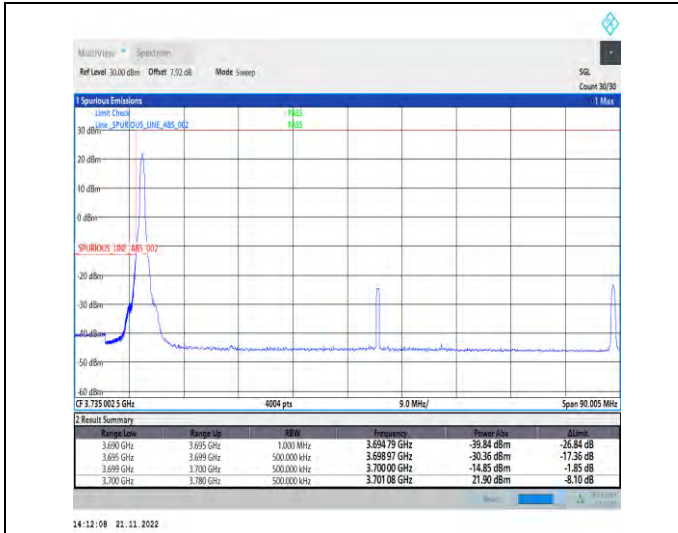 MultiView Spectrum
Ref Level 30.00 dBm Offset 7.92 dB Mode Sweep SGL
Count 30/30
1 Spurious Emissions 1 Max
Limit Check PASS
Line _SPURIOUS_LINE_ABS_002 PASS
30 dBm
20 dBm
10 dBm
0 dBm
SPURIOUS_LINE_ABS_002
-20 dBm
-30 dBm
-40 dBm
-50 dBm
-60 dBm
CF 3.735 002 5 GHz 4004 pts 9.0 MHz/ Span 90.005 MHz
2 Result Summary
Range Low Range Up RBW Frequency Power Abs ΔLimit
3.690 GHz 3.695 GHz 1.000 MHz 3.694 79 GHz -39.84 dBm -26.84 dB
3.695 GHz 3.699 GHz 500.000 kHz 3.698 97 GHz -30.36 dBm -17.36 dB
3.699 GHz 3.700 GHz 500.000 kHz 3.700 00 GHz -14.85 dBm -1.85 dB
3.700 GHz 3.780 GHz 500.000 kHz 3.701 08 GHz 21.90 dBm -8.10 dB
14:12:08 21.11.2022